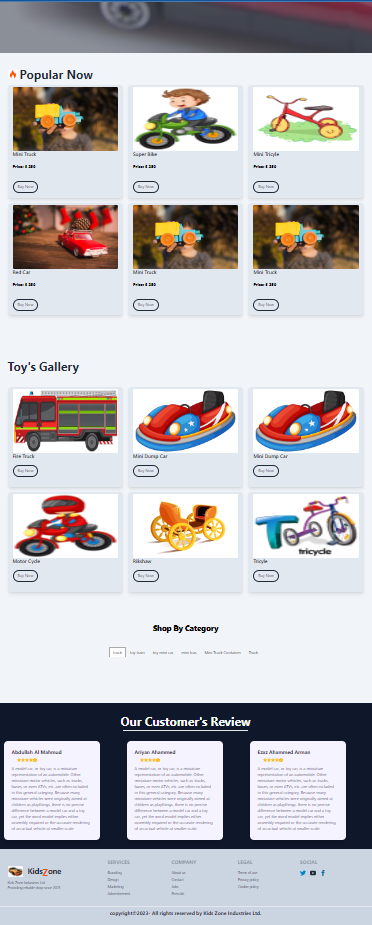 Popular Now
Mini Truck
Price: $ 250
Buy Now
Super Bike
Price: $ 250
Buy Now
Mini Tricyle
Price: $ 250
Buy Now
Red Car
Price: $ 250
Buy Now
Mini Truck
Price: $ 250
Buy Now
Mini Truck
Price: $ 250
Buy Now
Toy's Gallery
Fire Truck
Buy Now
Mini Dump Car
Buy Now
Mini Dump Car
Buy Now
Motor Cycle
Buy Now
Rikshaw
Buy Now
T
tricycle
Tricyle
Buy Now
Shop By Category
truck toy train toy mini car mini bus Mini Truck Container Truck
Our Customer's Review
Abdullah Al Mahmud
A model car, or toy car, is a miniature
representation of an automobile. Other
miniature motor vehicles, such as trucks,
buses, or even ATVs, etc. are often included
in this general category. Because many
miniature vehicles were originally aimed at
children as playthings, there is no precise
difference between a model car and a toy
car, yet the word model implies either
assembly required or the accurate rendering
of an actual vehicle at smaller scale
Ariyan Ahammed
A model car, or toy car, is a miniature
representation of an automobile. Other
miniature motor vehicles, such as trucks,
buses, or even ATVs, etc. are often included
in this general category. Because many
miniature vehicles were originally aimed at
children as playthings, there is no precise
difference between a model car and a toy
car, yet the word model implies either
assembly required or the accurate rendering
of an actual vehicle at smaller scale
Ezaz Ahammed Arman
A model car, or toy car, is a miniature
representation of an automobile. Other
miniature motor vehicles, such as trucks,
buses, or even ATVs, etc. are often included
in this general category. Because many
miniature vehicles were originally aimed at
children as playthings, there is no precise
difference between a model car and a toy
car, yet the word model implies either
assembly required or the accurate rendering
of an actual vehicle at smaller scale
KidsZone
Kids Zone Industries Ltd.
Providing reliable shop since 2023
SERVICES
Branding
Design
Marketing
Advertisement
COMPANY
About us
Contact
Jobs
Press kit
LEGAL
Terms of use
Privacy policy
Cookie policy
SOCIAL
copyright©2023- All rights reserved by Kids Zone Industries Ltd.